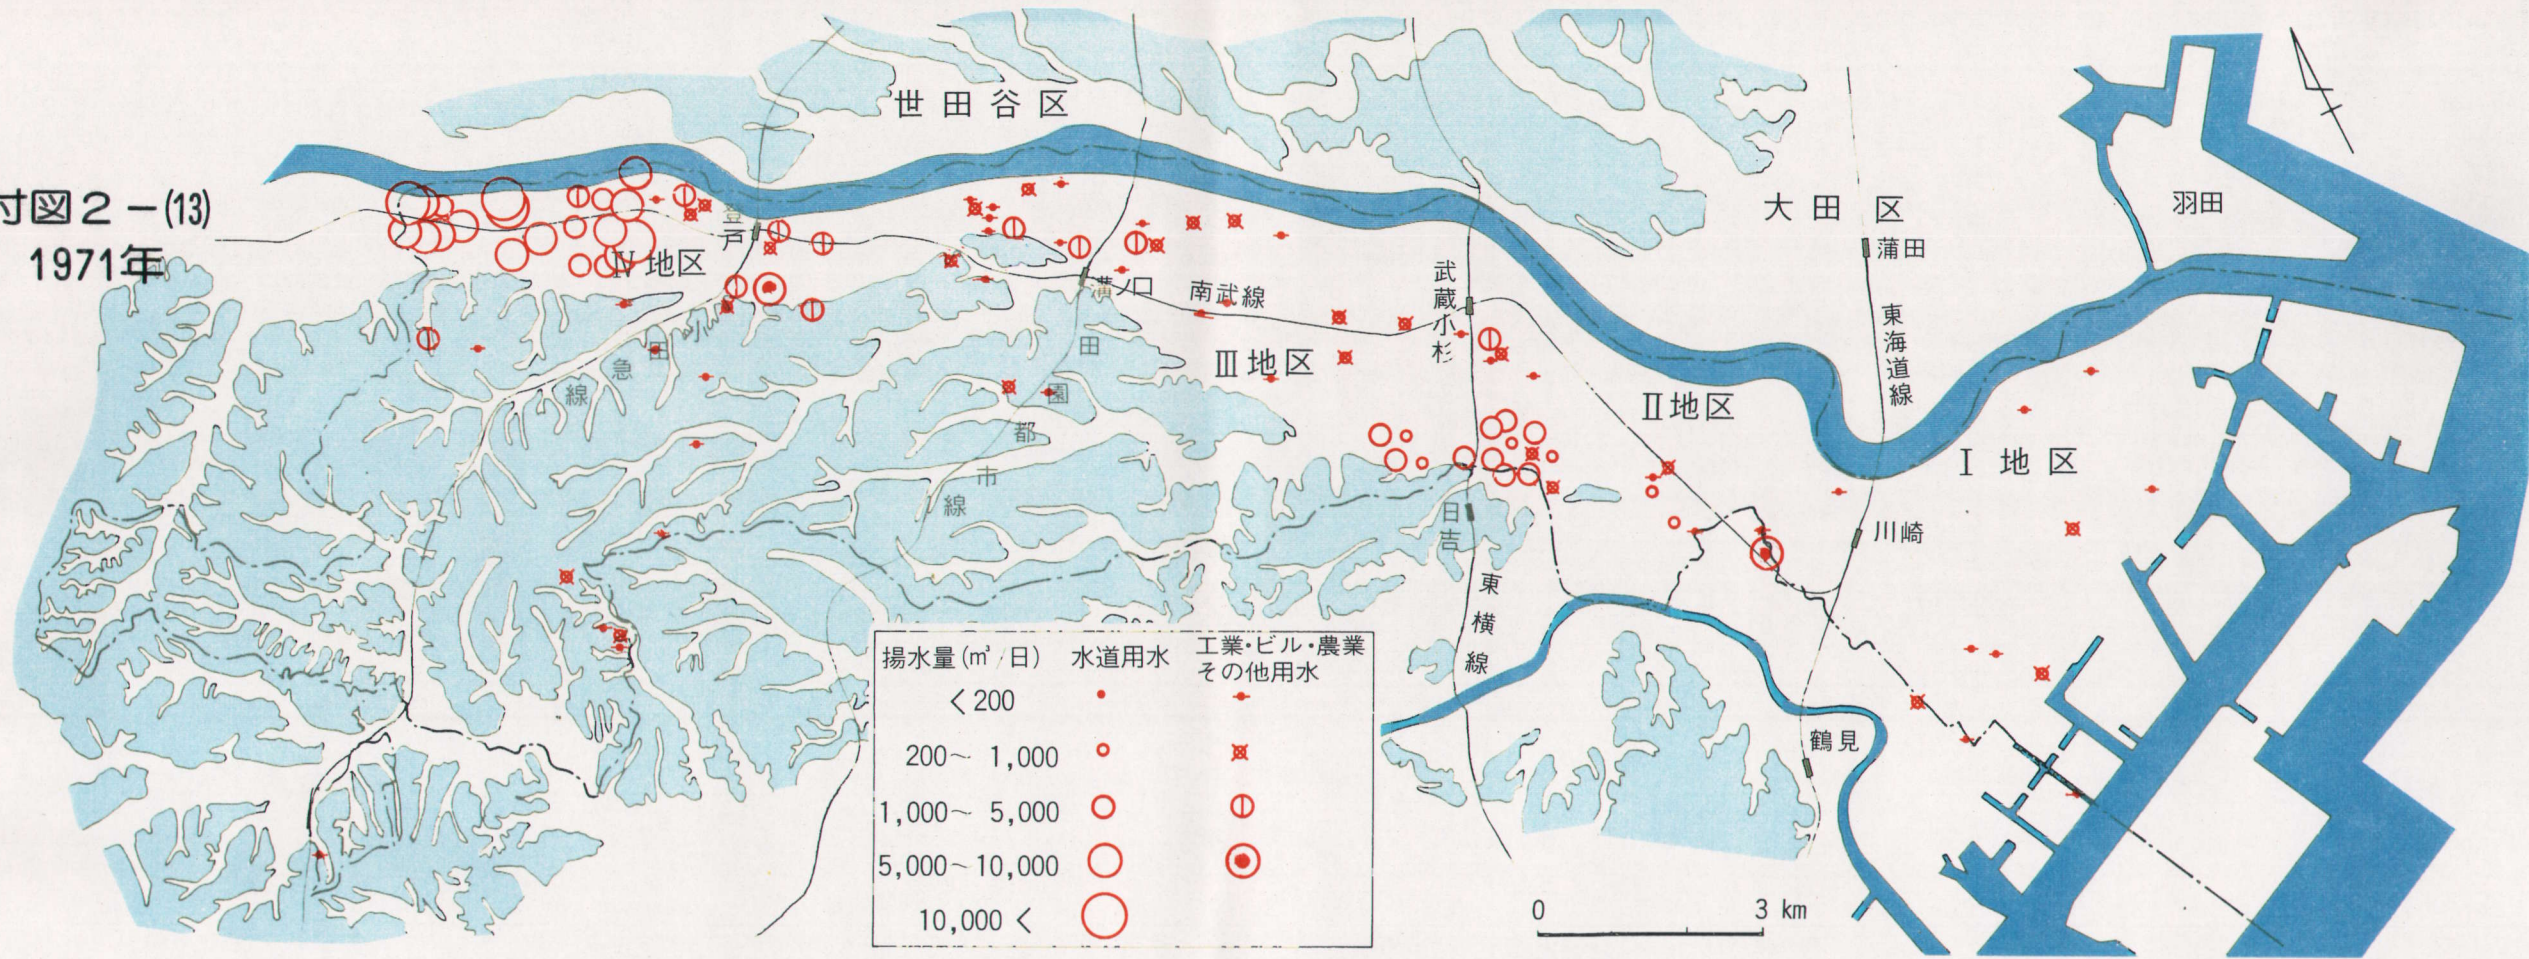 寸図2-(13)
1971年
世田谷区
大田区
羽田
蒲田
東海道線
登戸
Ⅳ地区
溝ノ口
南武線
武蔵小杉
Ⅲ地区
Ⅱ地区
Ⅰ地区
小田急線
田園都市線
日吉
東横線
川崎
鶴見
揚水量(m³/日) 水道用水 工業・ビル・農業
その他用水
<200
200~1,000
1,000~5,000
5,000~10,000
10,000<
0 3 km